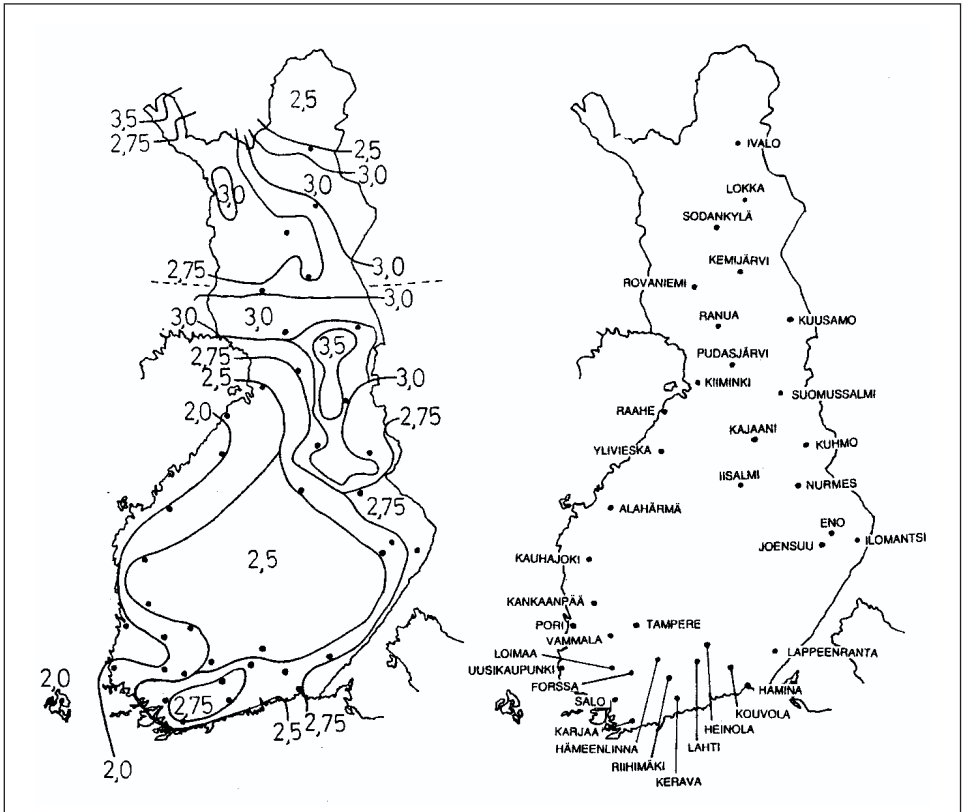 2,5
3,5
2,75
2,5
3,0
3,0
3,0
2,75
3,0
3,0
3,0
3,0
3,5
2,75
2,5
3,0
2,0
2,75
2,75
2,5
2,0
2,75
2,5
2,75
2,0
IVALO
LOKKA
SODANKYLÄ
KEMIJÄRVI
ROVANIEMI
RANUA
KUUSAMO
PUDASJÄRVI
KIIMINKI
SUOMUSSALMI
RAAHE
KAJAANI
YLIVIESKA
KUHMO
IISALMI
NURMES
ALAHÄRMÄ
ENO
JOENSUU
ILOMANTSI
KAUHAJOKI
KANKAANPÄÄ
PORI
TAMPERE
VAMMALA
LOIMAA
LAPPEENRANTA
UUSIKAUPUNKI
FORSSA
HAMINA
SALO
KOUVOLA
KARJAA
HEINOLA
HÄMEENLINNA
LAHTI
RIIHIMÄKI
KERAVA